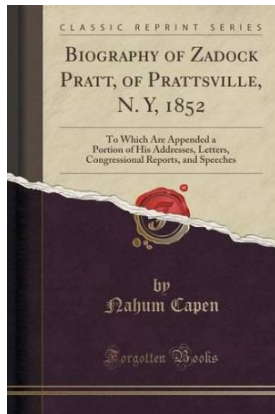 CLASSIC REPRINT SERIES
BIOGRAPHY OF ZADOCK
PRATT, OF PRATTSVILLE,
N. Y, 1852
To Which Are Appended a
Portion of His Addresses, Letters,
Congressional Reports, and Speeches
by
Nahum Capen
Forgotten Books